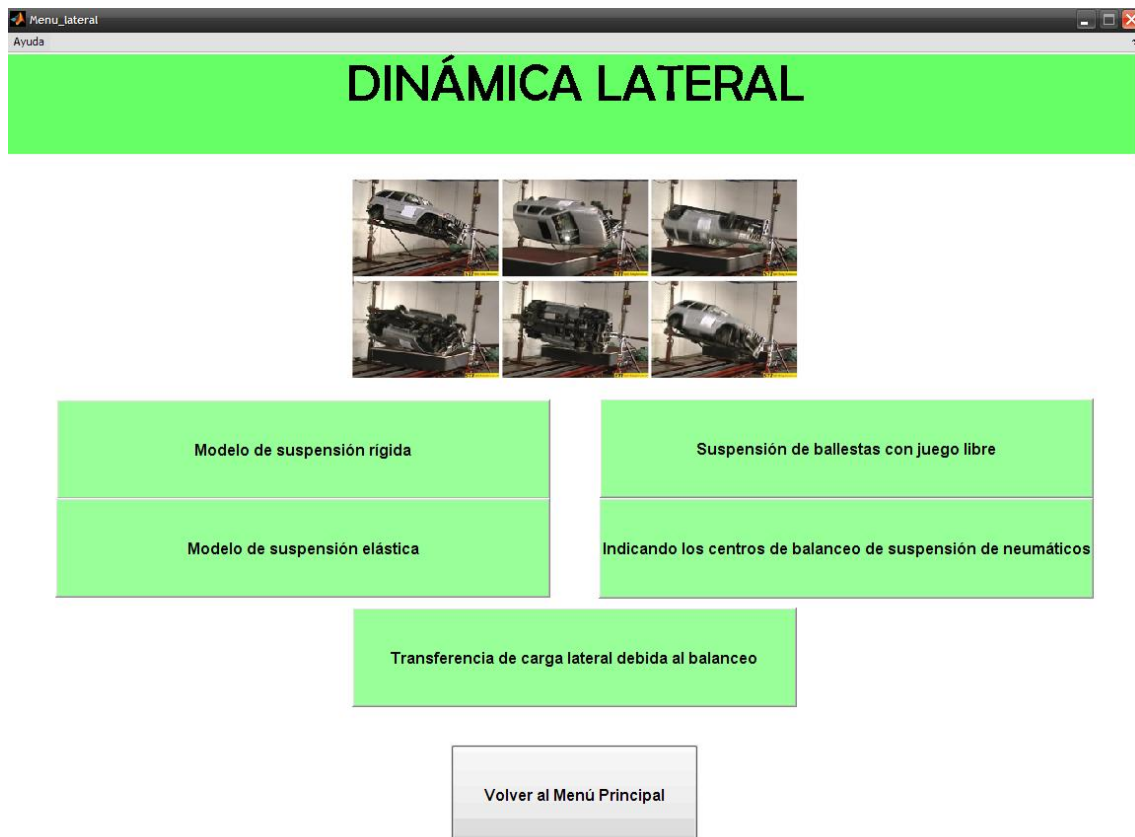 Menu_lateral
Ayuda
DINÁMICA LATERAL
Modelo de suspensión rígida
Suspensión de ballestas con juego libre
Modelo de suspensión elástica
Indicando los centros de balanceo de suspensión de neumáticos
Transferencia de carga lateral debida al balanceo
Volver al Menú Principal